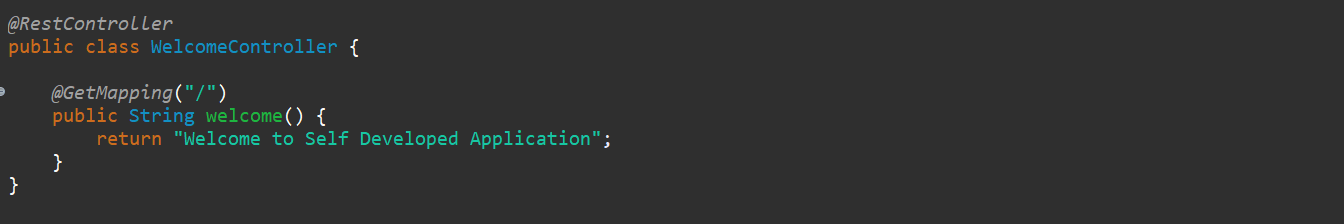 @RestController
public class WelcomeController {
@GetMapping("/")
public String welcome() {
return "Welcome to Self Developed Application";
}
}